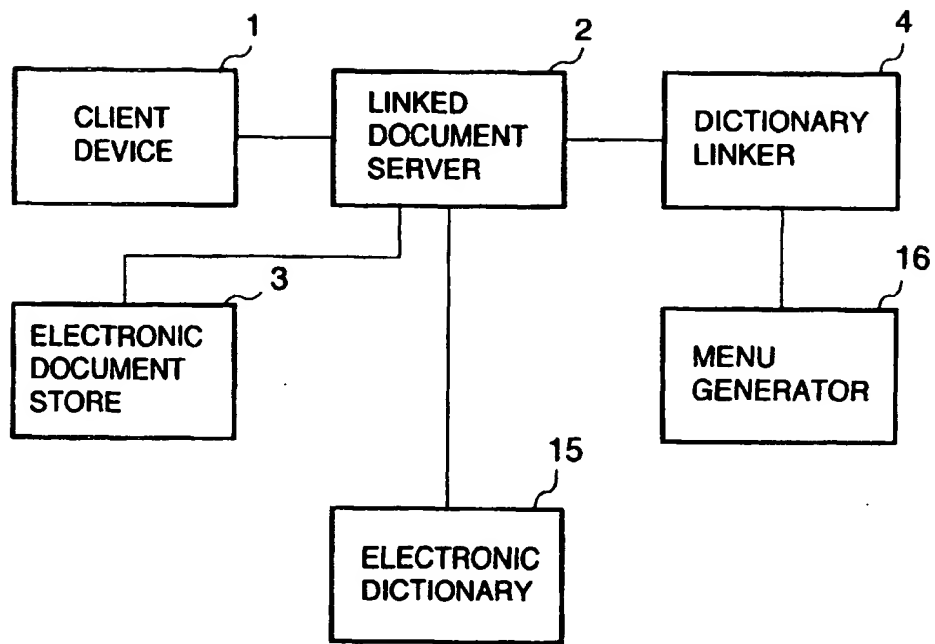 1
CLIENT
DEVICE
2
LINKED
DOCUMENT
SERVER
4
DICTIONARY
LINKER
3
ELECTRONIC
DOCUMENT
STORE
16
MENU
GENERATOR
15
ELECTRONIC
DICTIONARY